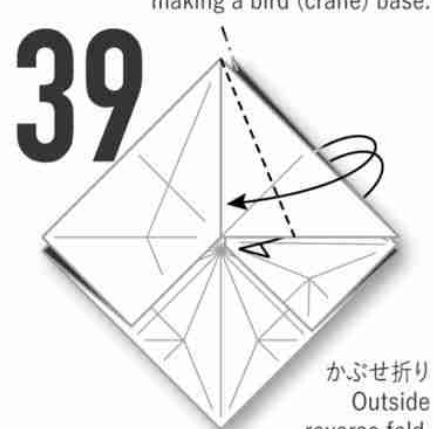 making a bird (crane) base.
39
かぶせ折り
Outside
reverse fold.